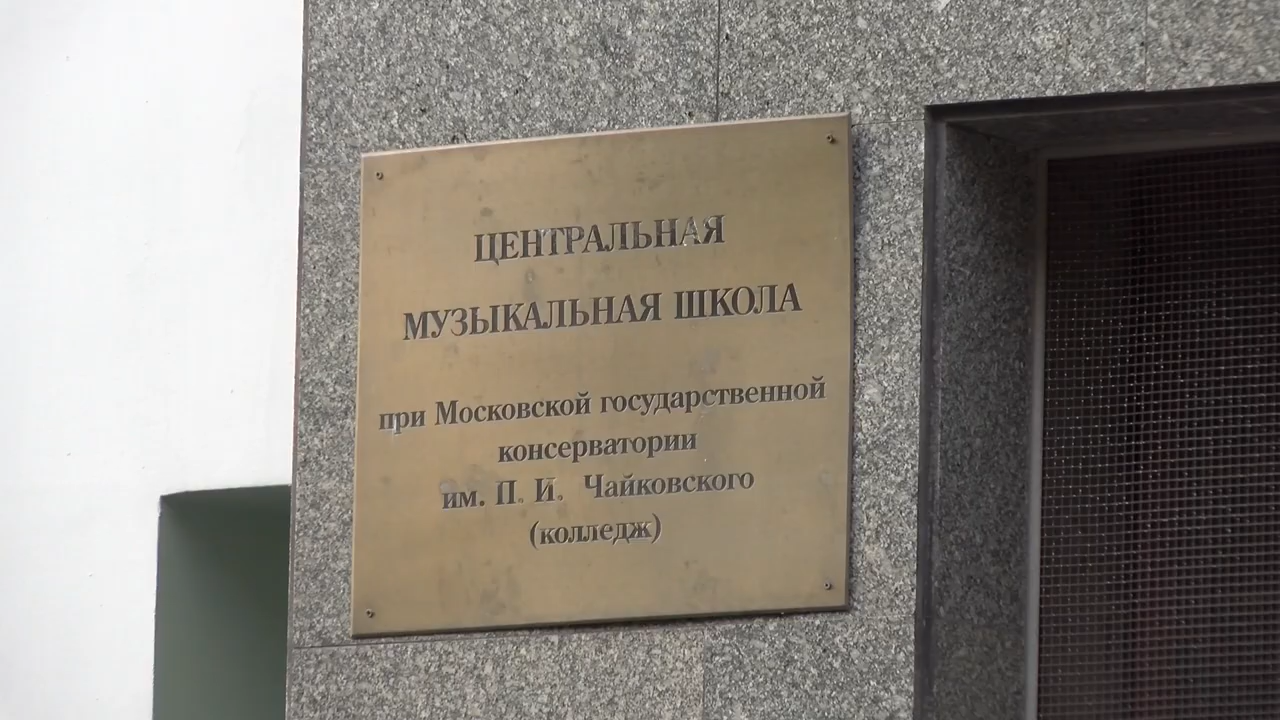 ЦЕНТРАЛЬНАЯ
МУЗЫКАЛЬНАЯ ШКОЛА
при Московской государственной
консерватории
им. П. И. Чайковского
(колледж)